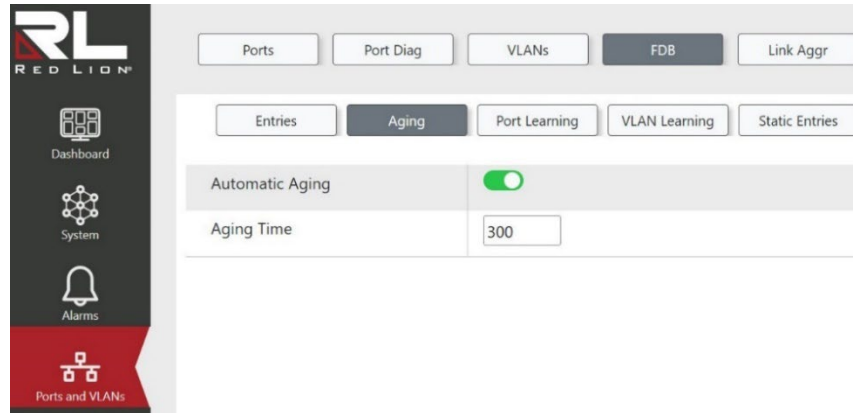 RL
RED LION®
Ports
Port Diag
VLANs
FDB
Link Aggr
Entries
Aging
Port Learning
VLAN Learning
Static Entries
Dashboard
System
Alarms
Ports and VLANs
Automatic Aging
Aging Time
300